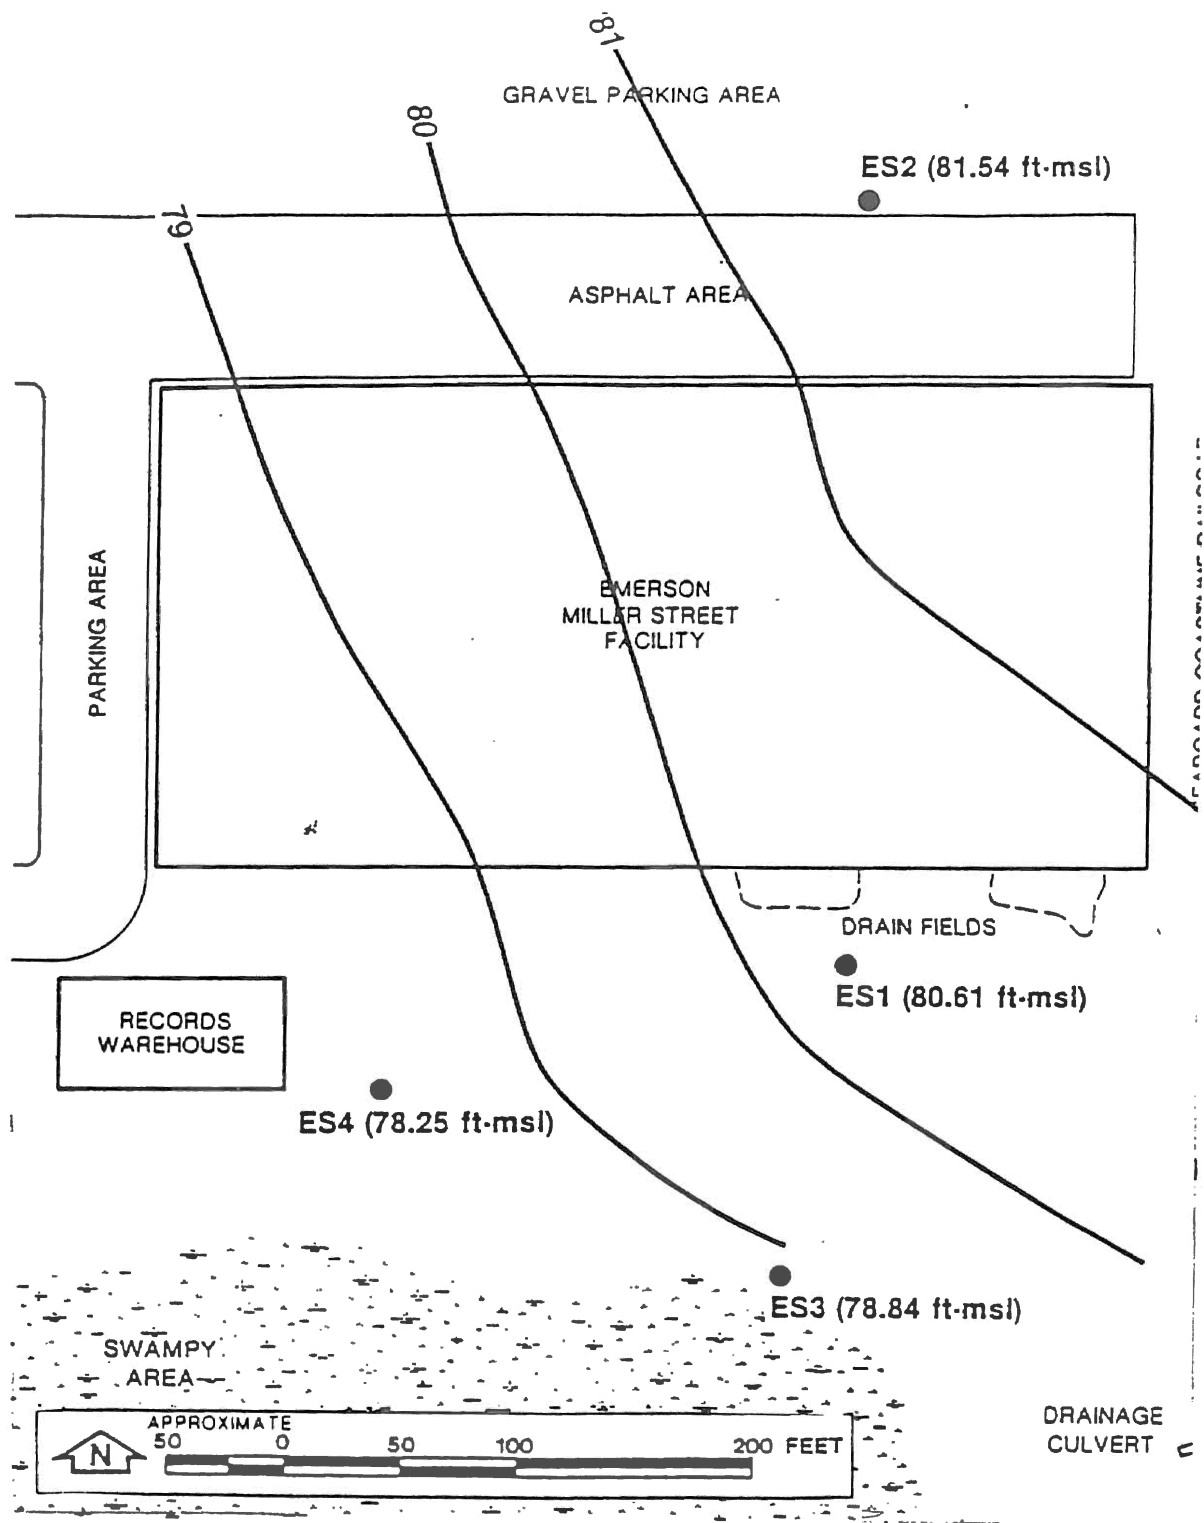 81
GRAVEL PARKING AREA
80
ES2 (81.54 ft-msl)
79
ASPHALT AREA
PARKING AREA
EMERSON
MILLER STREET
FACILITY
DRAIN FIELDS
ES1 (80.61 ft-msl)
RECORDS
WAREHOUSE
ES4 (78.25 ft-msl)
ES3 (78.84 ft-msl)
SWAMPY
AREA
APPROXIMATE
50 0 50 100 200 FEET
N
DRAINAGE
CULVERT